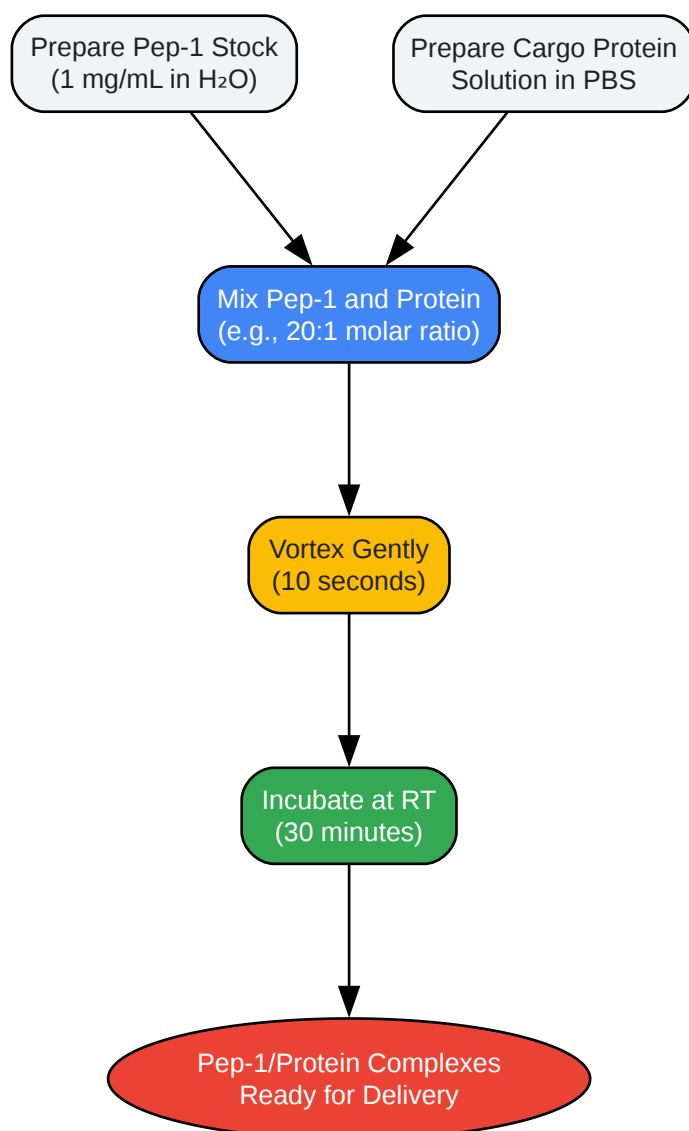 Prepare Pep-1 Stock
(1 mg/mL in H₂O)
Prepare Cargo Protein
Solution in PBS
Mix Pep-1 and Protein
(e.g., 20:1 molar ratio)
Vortex Gently
(10 seconds)
Incubate at RT
(30 minutes)
Pep-1/Protein Complexes
Ready for Delivery